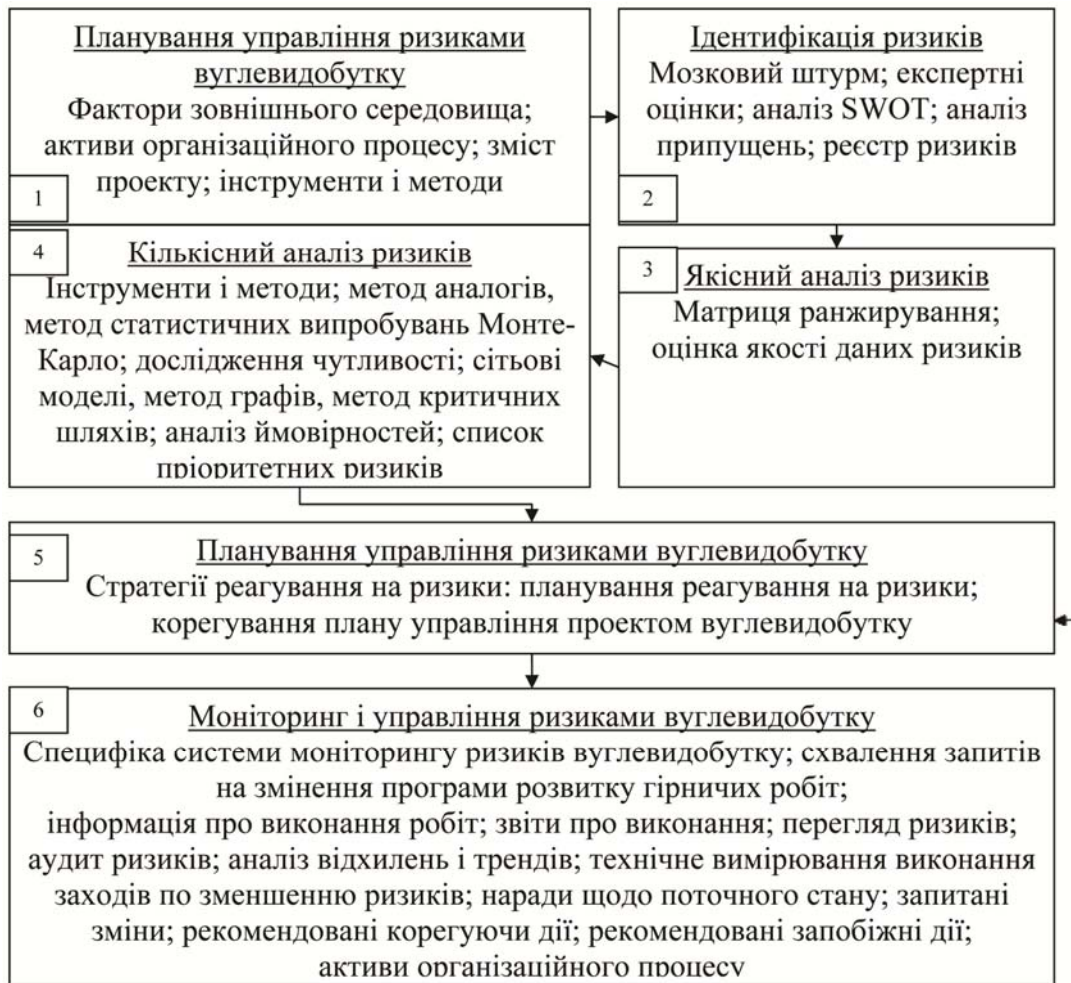 Планування управління ризиками
вуглевидобутку
Фактори зовнішнього середовища;
активи організаційного процесу; зміст
проекту; інструменти і методи
1
Ідентифікація ризиків
Мозковий штурм; експертні
оцінки; аналіз SWOT; аналіз
припущень; реєстр ризиків
2
3
Якісний аналіз ризиків
Матриця ранжирування;
оцінка якості даних ризиків
4
Кількісний аналіз ризиків
Інструменти і методи; метод аналогів,
метод статистичних випробувань Монте-
Карло; дослідження чутливості; сітьові
моделі, метод графів, метод критичних
шляхів; аналіз ймовірностей; список
пріоритетних ризиків
5
Планування управління ризиками вуглевидобутку
Стратегії реагування на ризики: планування реагування на ризики;
корегування плану управління проектом вуглевидобутку
6
Моніторинг і управління ризиками вуглевидобутку
Специфіка системи моніторингу ризиків вуглевидобутку; схвалення запитів
на змінення програми розвитку гірничих робіт;
інформація про виконання робіт; звіти про виконання; перегляд ризиків;
аудит ризиків; аналіз відхилень і трендів; технічне вимірювання виконання
заходів по зменшенню ризиків; наради щодо поточного стану; запитані
зміни; рекомендовані корегуючи дії; рекомендовані запобіжні дії;
активи організаційного процесу